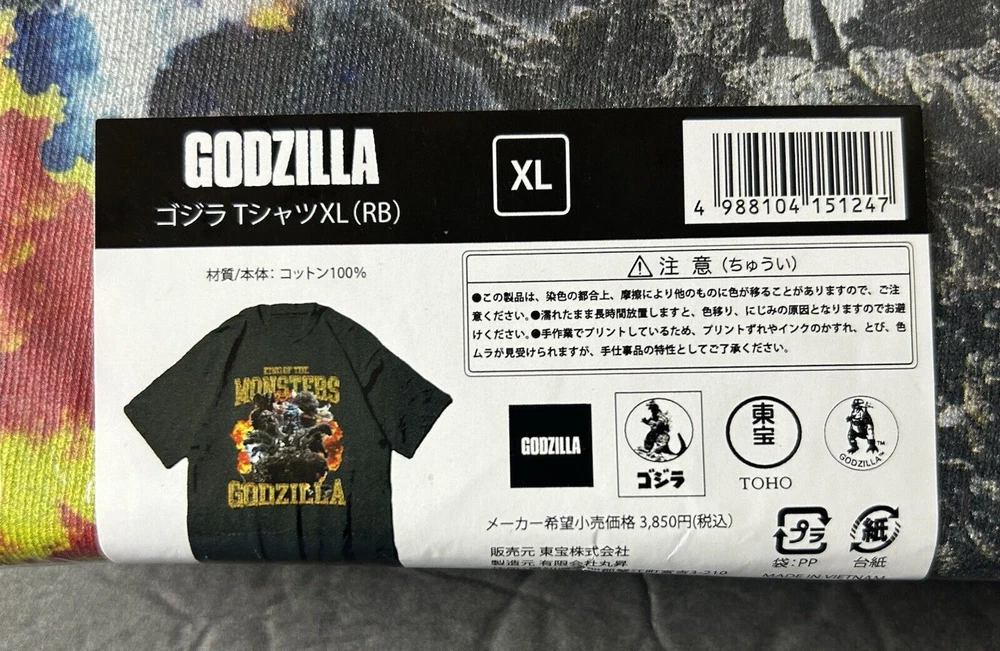 GODZILLA
ゴジラ TシャツXL(RB)
XL
4 988104 151247
材質/本体: コットン100%
KING OF THE
MONSTERS
GODZILLA
⚠注 意(ちゅうい)
●この製品は、染色の都合上、摩擦により他のものに色が移ることがありますので、ご注
意ください。●濡れたまま長時間放置しますと、色移り、にじみの原因となりますのでお避
けください。●手作業でプリントしているため、プリントずれやインクのかすれ、とび、色
ムラが見受けられますが、手仕事品の特性としてご了承ください。
GODZILLA
ゴジラ
東宝
TOHO
GODZILLA™
メーカー希望小売価格 3,850円(税込)
販売元 東宝株式会社
製造元 有限会社丸昇
プラ
袋:PP
紙
台紙
MADE IN VIETNAM